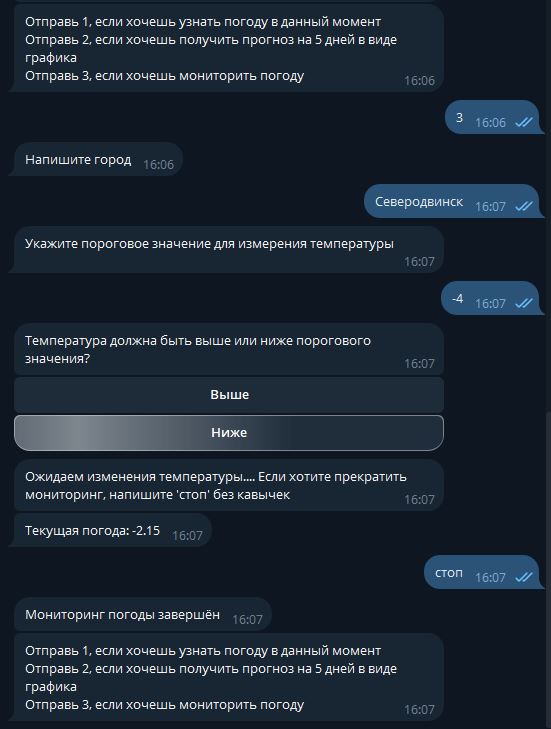 Отправь 1, если хочешь узнать погоду в данный момент
Отправь 2, если хочешь получить прогноз на 5 дней в виде
графика
Отправь 3, если хочешь мониторить погоду
16:06
3 16:06
Напишите город 16:06
Северодвинск 16:07
Укажите пороговое значение для измерения температуры
16:07
-4 16:07
Температура должна быть выше или ниже порогового
значения?
16:07
Выше
Ниже
Ожидаем изменения температуры.... Если хотите прекратить
мониторинг, напишите 'стоп' без кавычек
16:07
Текущая погода: -2.15 16:07
стоп 16:07
Мониторинг погоды завершён 16:07
Отправь 1, если хочешь узнать погоду в данный момент
Отправь 2, если хочешь получить прогноз на 5 дней в виде
графика
Отправь 3, если хочешь мониторить погоду
16:07